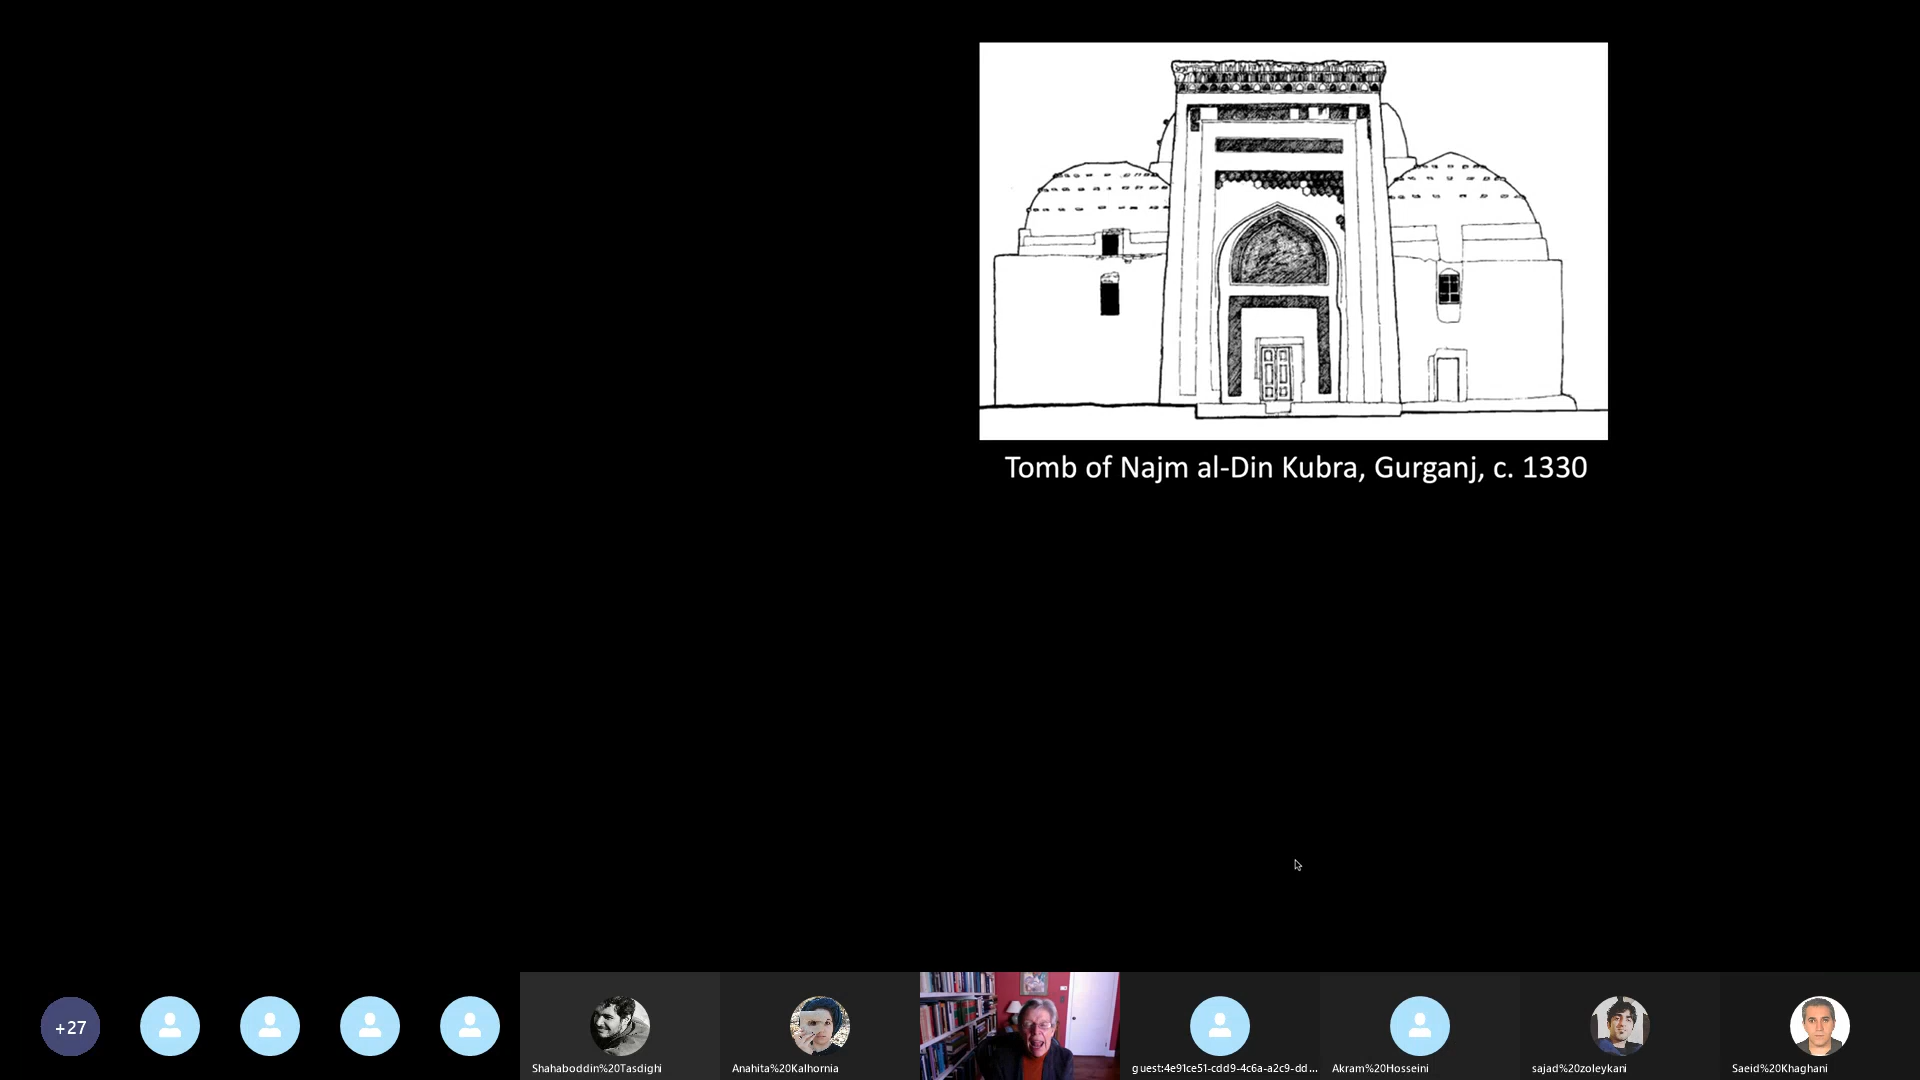 Tomb of Najm al-Din Kubra, Gurganj, c. 1330
+27
Shahaboddin%20Tasdighi
Anahita%20Kalhornia
guest:4e91ce51-cdd9-4c6a-a2c9-dd ...
Akram%20Hosseini
sajad%20zoleykani
Saeid%20Khaghani